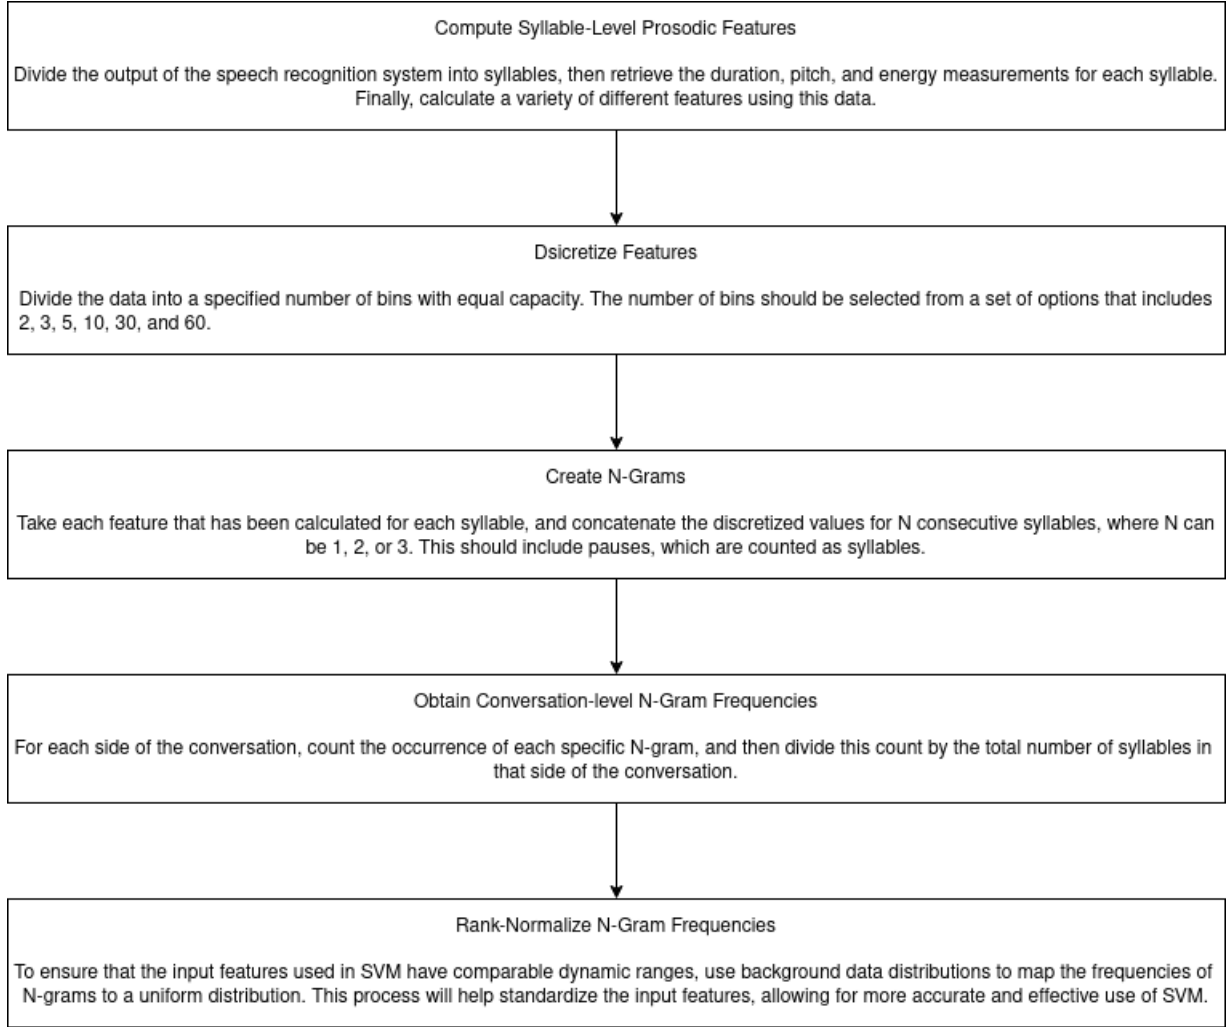 Compute Syllable-Level Prosodic Features
Divide the output of the speech recognition system into syllables, then retrieve the duration, pitch, and energy measurements for each syllable.
Finally, calculate a variety of different features using this data.
Dsicretize Features
Divide the data into a specified number of bins with equal capacity. The number of bins should be selected from a set of options that includes
2, 3, 5, 10, 30, and 60.
Create N-Grams
Take each feature that has been calculated for each syllable, and concatenate the discretized values for N consecutive syllables, where N can
be 1, 2, or 3. This should include pauses, which are counted as syllables.
Obtain Conversation-level N-Gram Frequencies
For each side of the conversation, count the occurrence of each specific N-gram, and then divide this count by the total number of syllables in
that side of the conversation.
Rank-Normalize N-Gram Frequencies
To ensure that the input features used in SVM have comparable dynamic ranges, use background data distributions to map the frequencies of
N-grams to a uniform distribution. This process will help standardize the input features, allowing for more accurate and effective use of SVM.